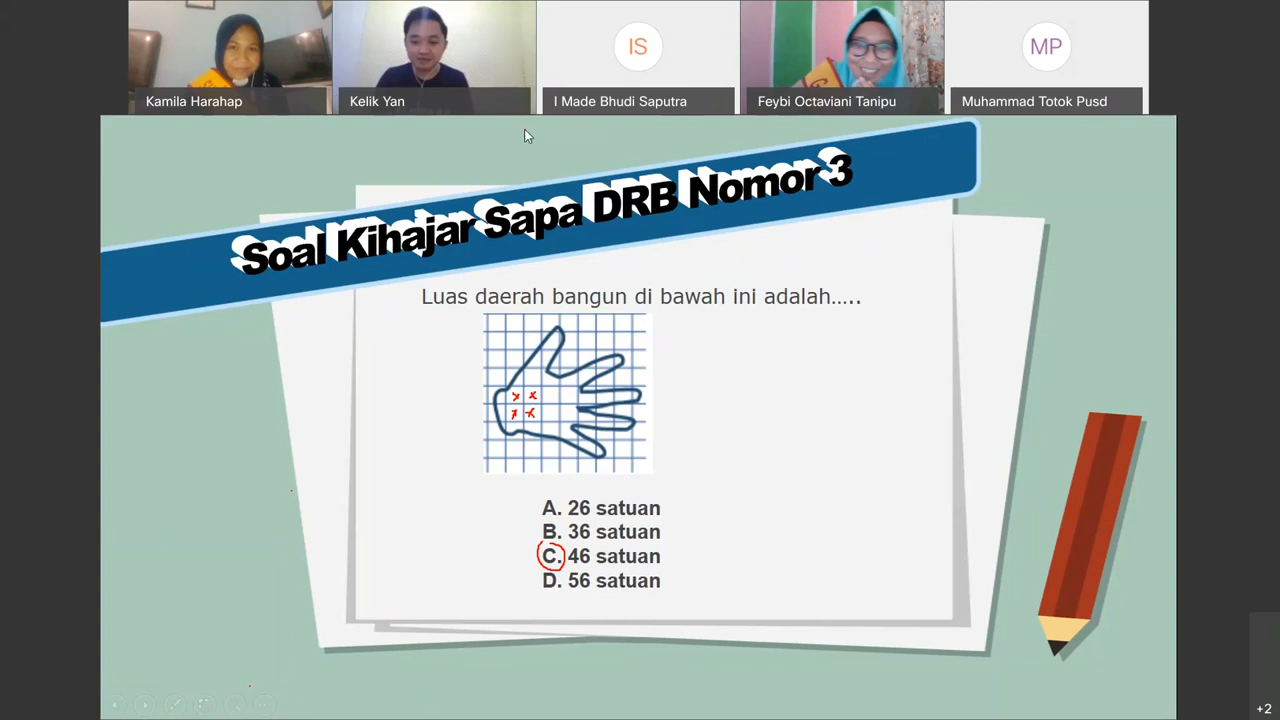 IS
MP
Kamila Harahap
Kelik Yan
I Made Bhudi Saputra
Feybi Octaviani Tanipu
Muhammad Totok Pusd
Soal Kihajar Sapa DRB Nomor 3
Luas daerah bangun di bawah ini adalah.....
A. 26 satuan
B. 36 satuan
C. 46 satuan
D. 56 satuan
+2